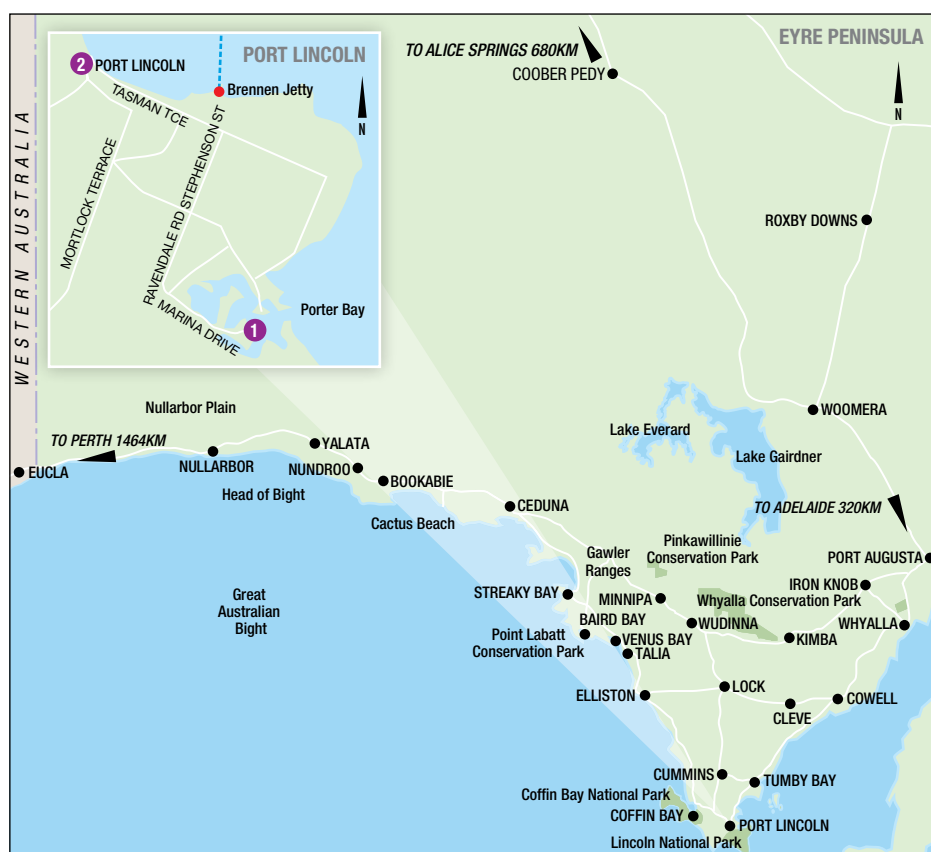 EYRE PENINSULA
TO ALICE SPRINGS 680KM
COOBER PEDY
N
PORT LINCOLN
2
PORT LINCOLN
Brennen Jetty
TASMAN TCE
N
MORTLOCK TERRACE
RAVENDALE RD STEPHENSON ST
Porter Bay
MARINA DRIVE
1
WESTERN AUSTRALIA
ROXBY DOWNS
WOOMERA
Nullarbor Plain
Lake Everard
Lake Gairdner
TO PERTH 1464KM
YALATA
EUCLA
NULLARBOR
NUNDROO
BOOKABIE
Head of Bight
CEDUNA
Cactus Beach
TO ADELAIDE 320KM
Pinkawillinie
Conservation Park
PORT AUGUSTA
Gawler
Ranges
IRON KNOB
STREAKY BAY
MINNIPA
Whyalla Conservation Park
Great
Australian
Bight
BAIRD BAY
WUDINNA
WHYALLA
Point Labatt
Conservation Park
VENUS BAY
KIMBA
TALIA
ELLISTON
LOCK
COWELL
CLEVE
CUMMINS
TUMBY BAY
Coffin Bay National Park
COFFIN BAY
PORT LINCOLN
Lincoln National Park